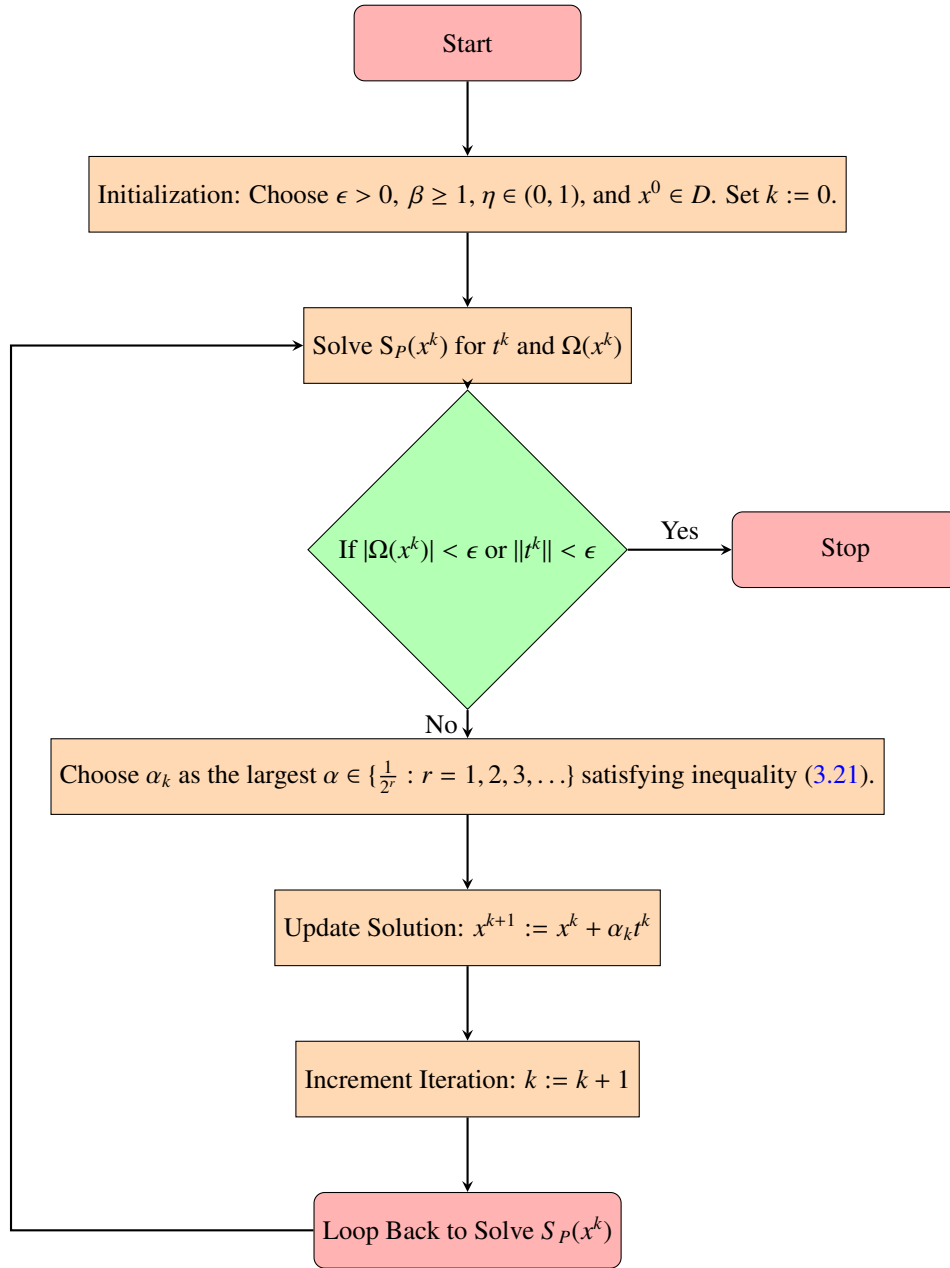 Start
Initialization: Choose ϵ > 0, β ≥ 1, η ∈ (0, 1), and x^0 ∈ D. Set k := 0.
Solve S_P(x^k) for t^k and Ω(x^k)
If |Ω(x^k)| < ϵ or ||t^k|| < ϵ
Yes
Stop
No
Choose α_k as the largest α ∈ {1/2^r : r = 1, 2, 3, . . .} satisfying inequality (3.21).
Update Solution: x^{k+1} := x^k + α_k t^k
Increment Iteration: k := k + 1
Loop Back to Solve S_P(x^k)